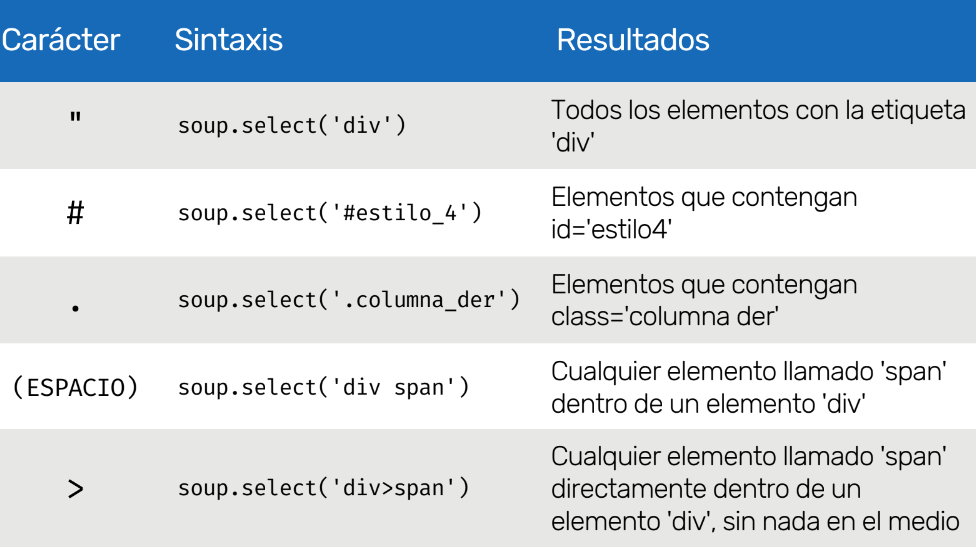 Carácter Sintaxis Resultados
" soup.select('div') Todos los elementos con la etiqueta
'div'
# soup.select('#estilo_4') Elementos que contengan
id='estilo4'
. soup.select('.columna_der') Elementos que contengan
class='columna der'
(ESPACIO) soup.select('div span') Cualquier elemento llamado 'span'
dentro de un elemento 'div'
> soup.select('div>span') Cualquier elemento llamado 'span'
directamente dentro de un
elemento 'div', sin nada en el medio